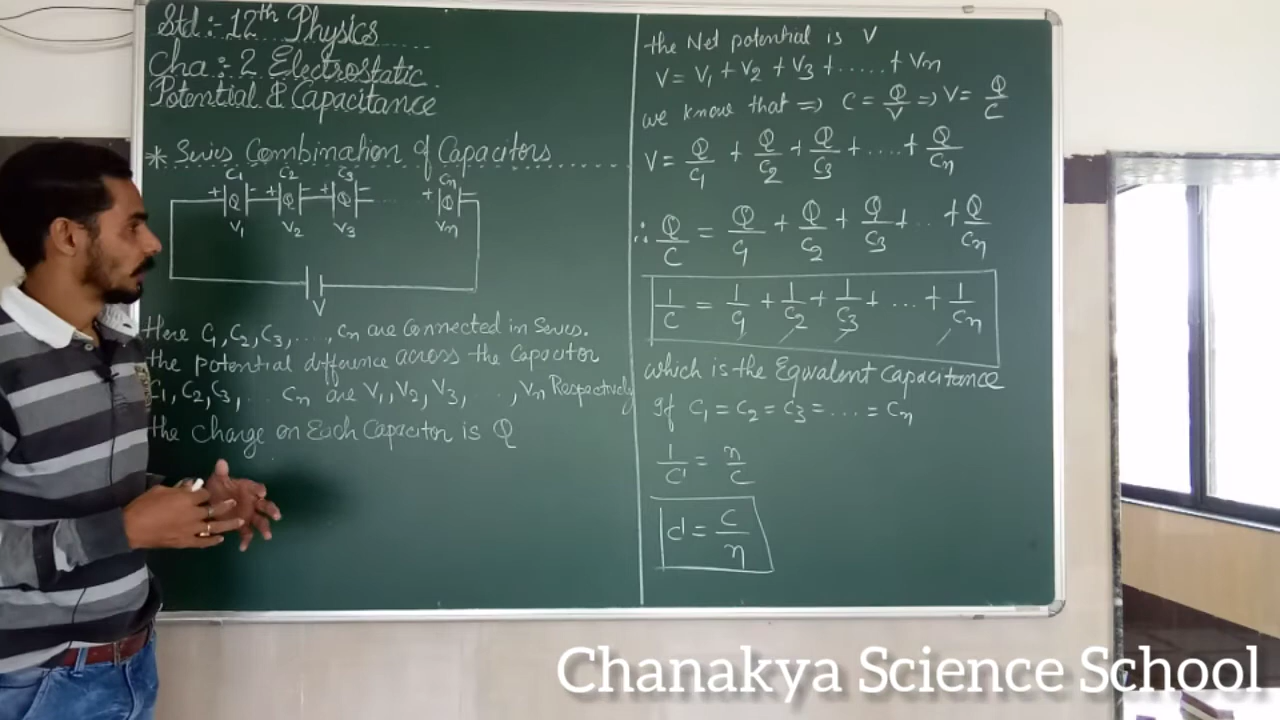 Std :- 12th Physics
Cha :- 2 Electrostatic
Potential & Capacitance
* Series Combination of Capacitors
C1 C2 C3 Cn
+ Q + Q + Q .... + Q
V1 V2 V3 Vn
V
Here C1, C2, C3, ...., Cn are Connected in Series.
the potential difference across the Capacitor
C1, C2, C3, ... Cn are V1, V2, V3, ...., Vn Respectively
the Charge on Each Capacitor is Q
the Net potential is V
V = V1 + V2 + V3 + ..... + Vn
we know that => C = Q/V => V = Q/C
V = Q/C1 + Q/C2 + Q/C3 + ..... + Q/Cn
∴ Q/C = Q/C1 + Q/C2 + Q/C3 + ... + Q/Cn
1/C = 1/C1 + 1/C2 + 1/C3 + ... + 1/Cn
which is the Equivalent Capacitance
If C1 = C2 = C3 = .... = Cn
1/C' = n/C
C' = C/n
Chanakya Science School